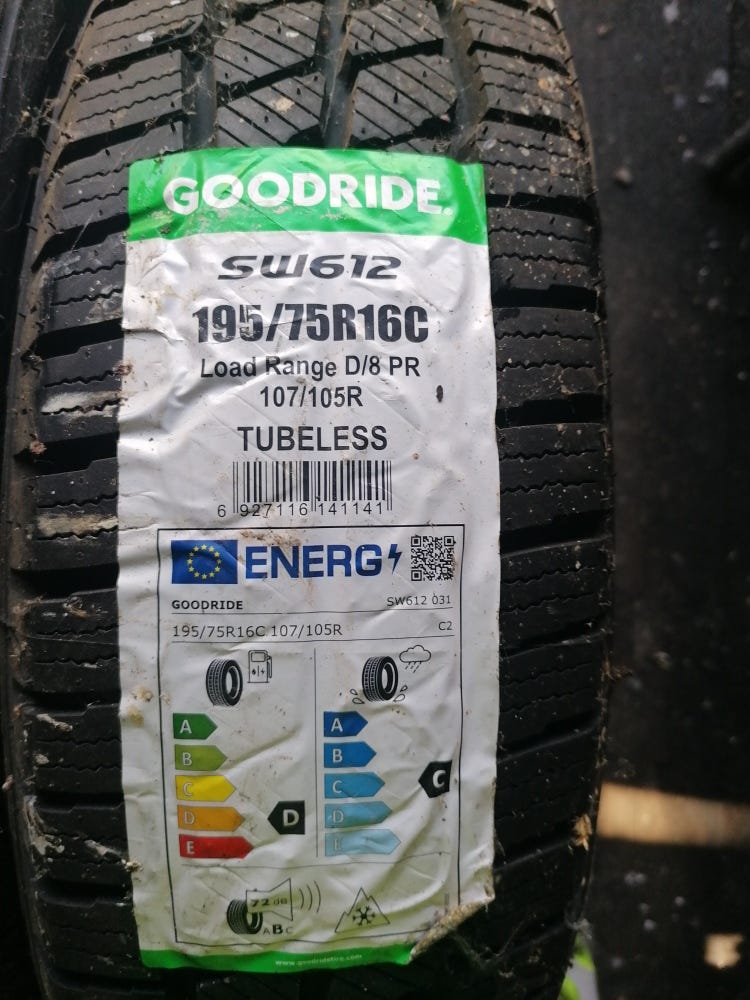 GOODRIDE
SW612
195/75R16C
Load Range D/8 PR
107/105R
TUBELESS
6 927116 141141
ENERG
GOODRIDE SW612 031
195/75R16C 107/105R C2
A A
B B
C C C
D D D
E E
72 dB
ABC
www.goodridetire.com